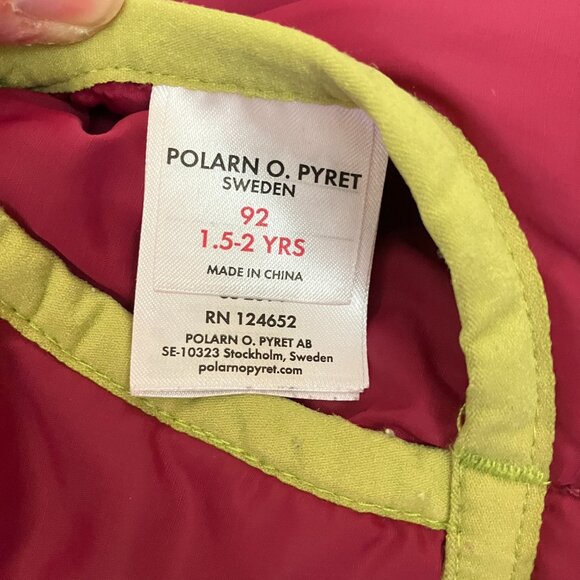 POLARN O. PYRET
SWEDEN
92
1.5-2 YRS
MADE IN CHINA
RN 124652
POLARN O. PYRET AB
SE-10323 Stockholm, Sweden
polarnopyret.com